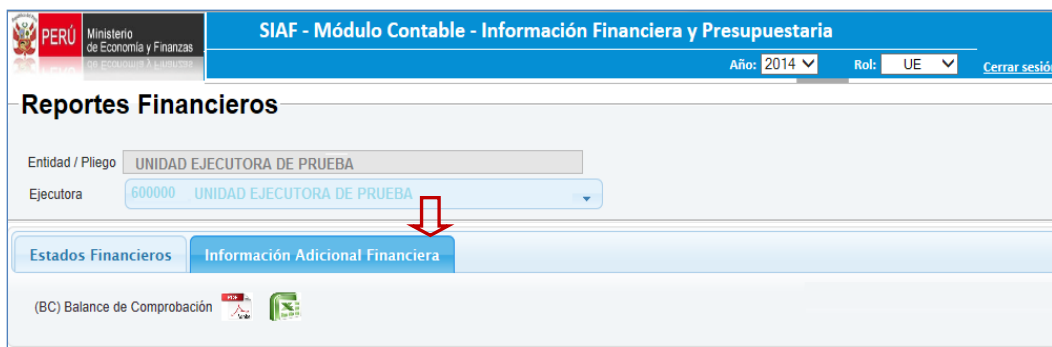 PERÚ Ministerio de Economía y Finanzas
SIAF - Módulo Contable - Información Financiera y Presupuestaria
Año: 2014 Rol: UE Cerrar sesión
Reportes Financieros
Entidad / Pliego UNIDAD EJECUTORA DE PRUEBA
Ejecutora 600000 UNIDAD EJECUTORA DE PRUEBA
Estados Financieros Información Adicional Financiera
(BC) Balance de Comprobación